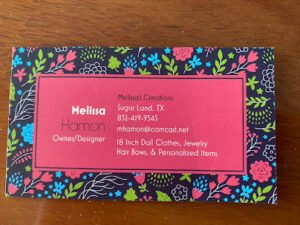 Melissa
Hamon
Owner/Designer
Melissa's Creations
Sugar Land, TX
832-419-9545
mhamon@comcast.net
18 Inch Doll Clothes, Jewelry
Hair Bows, & Personalized Items